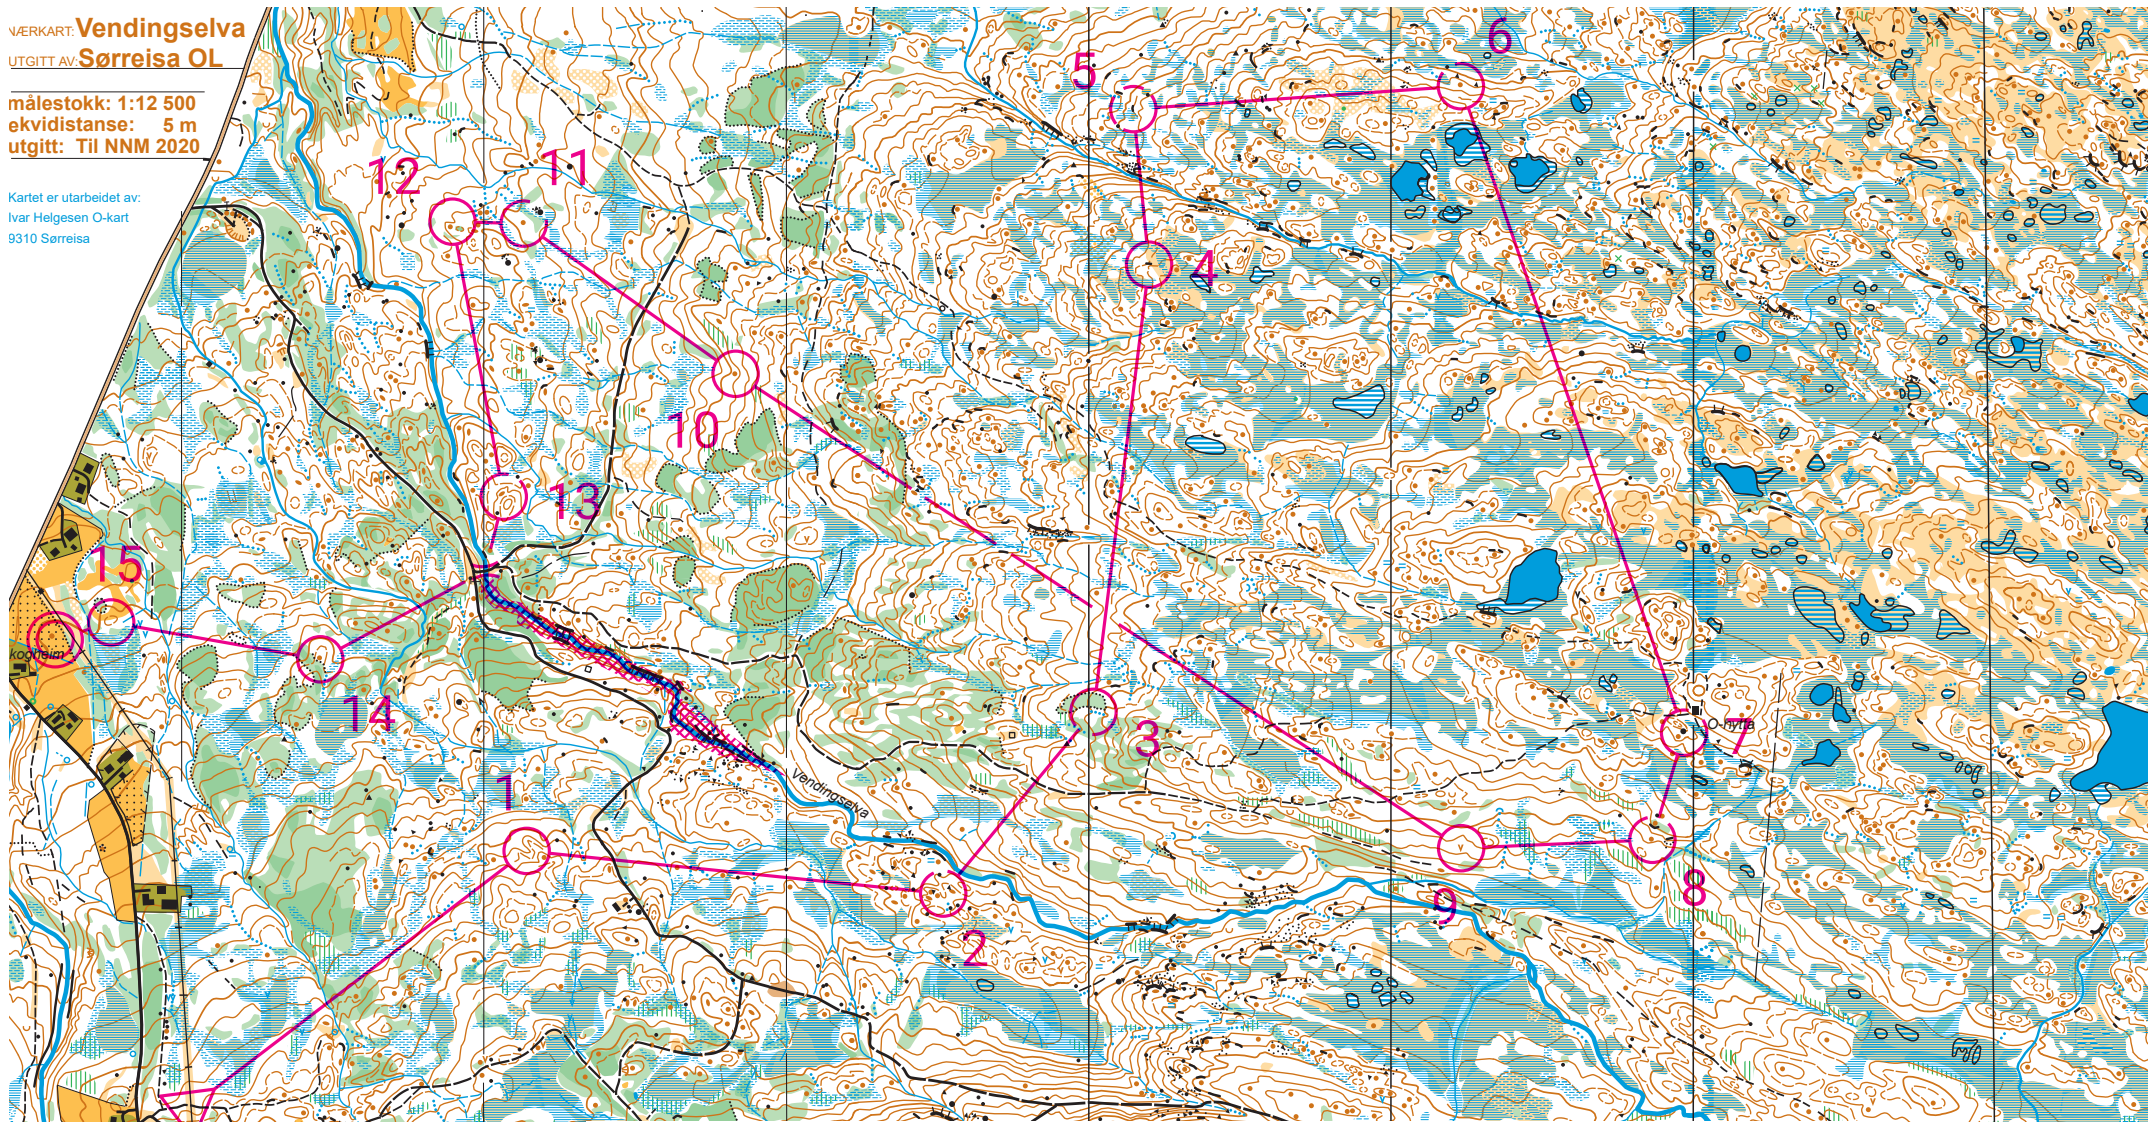 NÆRKART: Vendingselva
UTGITT AV: Sørreisa OL
målestokk: 1:12 500
ekvidistanse: 5 m
utgitt: Til NNM 2020
Kartet er utarbeidet av:
Ivar Helgesen O-kart
9310 Sørreisa
6
5
12
11
4
10
13
15
kogheim
14
3
O-hytta
7
1
Vendingselva
8
9
2